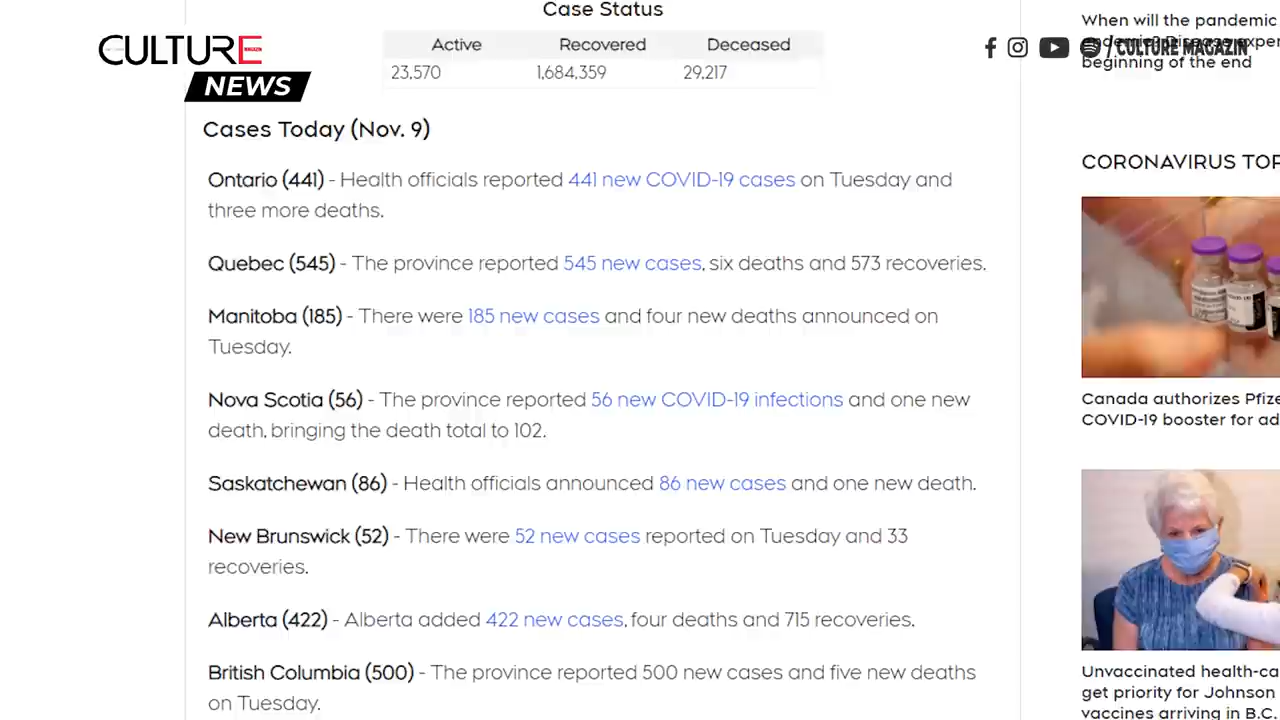 CULTURE
NEWS
Case Status
Active Recovered Deceased
23,570 1,684,359 29,217
Cases Today (Nov. 9)
Ontario (441) - Health officials reported 441 new COVID-19 cases on Tuesday and
three more deaths.
Quebec (545) - The province reported 545 new cases, six deaths and 573 recoveries.
Manitoba (185) - There were 185 new cases and four new deaths announced on
Tuesday.
Nova Scotia (56) - The province reported 56 new COVID-19 infections and one new
death, bringing the death total to 102.
Saskatchewan (86) - Health officials announced 86 new cases and one new death.
New Brunswick (52) - There were 52 new cases reported on Tuesday and 33
recoveries.
Alberta (422) - Alberta added 422 new cases, four deaths and 715 recoveries.
British Columbia (500) - The province reported 500 new cases and five new deaths
on Tuesday.
When will the pandemic
/ CULTURE MAGAZIN
beginning of the end
CORONAVIRUS TOP
Canada authorizes Pfize
COVID-19 booster for ad
Unvaccinated health-ca
get priority for Johnson
vaccines arriving in B.C.